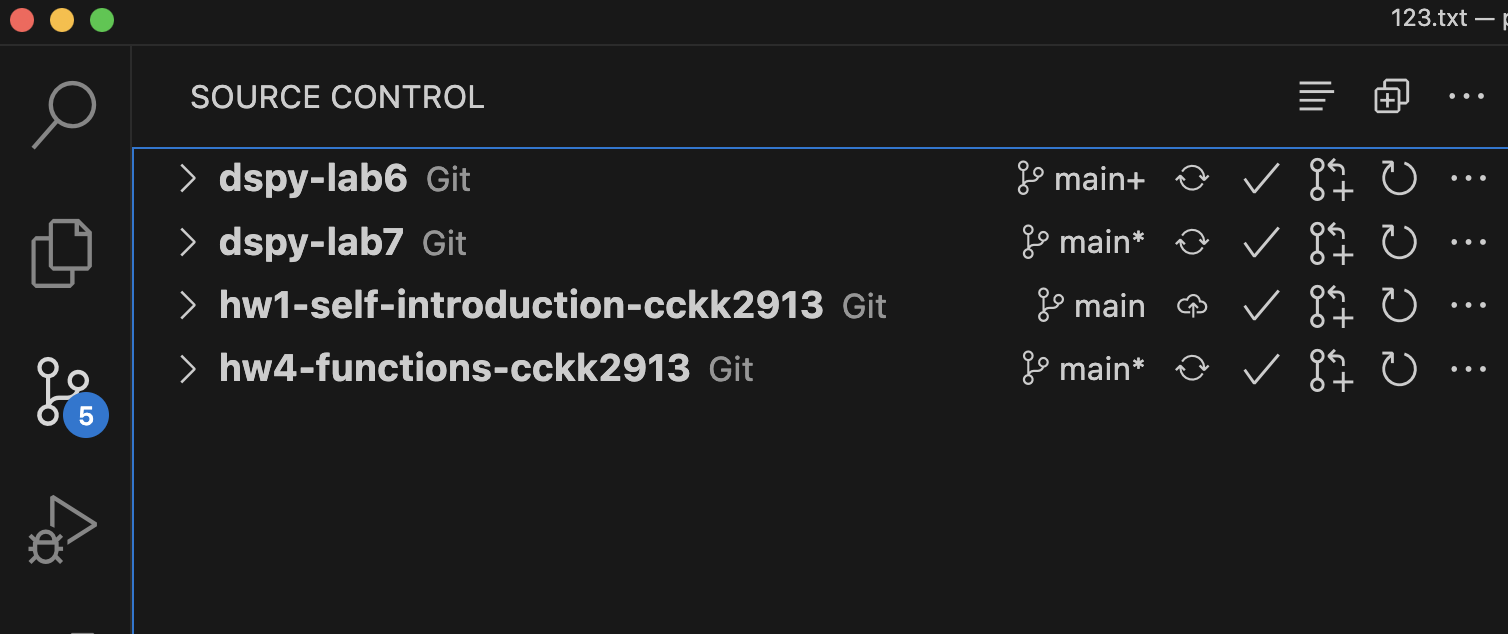 123.txt —
SOURCE CONTROL
dspy-lab6 Git main+
dspy-lab7 Git main*
hw1-self-introduction-cckk2913 Git main
hw4-functions-cckk2913 Git main*
5